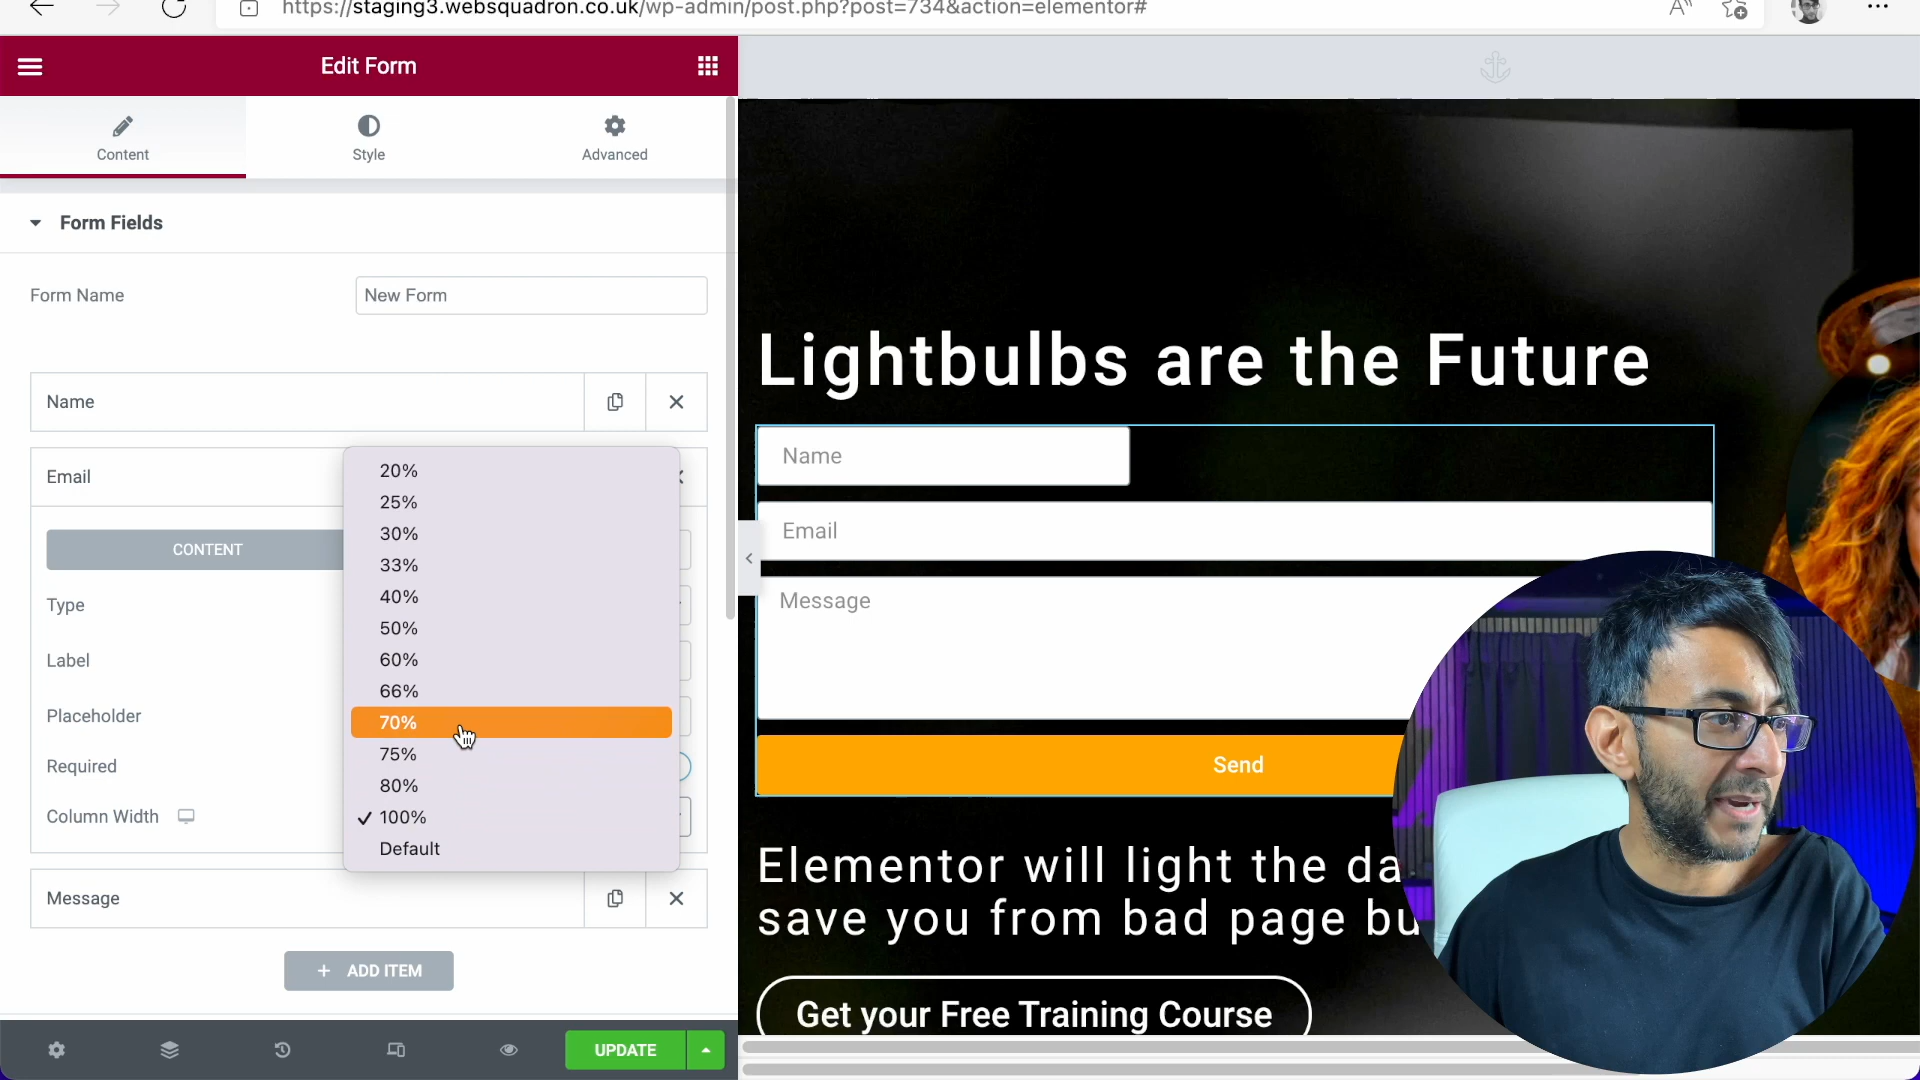 https://staging3.websquadron.co.uk/wp-admin/post.php?post=734&action=elementor#
Edit Form
Content
Style
Advanced
Form Fields
Form Name
New Form
Name
Email
CONTENT
Type
Label
Placeholder
Required
Column Width
20%
25%
30%
33%
40%
50%
60%
66%
70%
75%
80%
100%
Default
Message
ADD ITEM
UPDATE
Lightbulbs are the Future
Name
Email
Message
Send
Elementor will light the da
save you from bad page bu
Get your Free Training Course